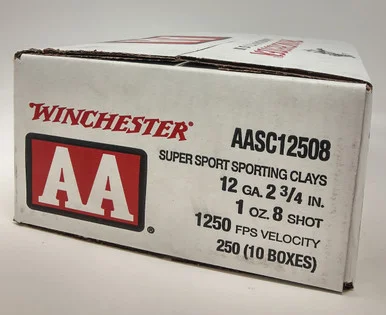 WINCHESTER
AA
®
AASC12508
SUPER SPORT SPORTING CLAYS
12 GA. 2 3/4 IN.
1 OZ. 8 SHOT
1250 FPS VELOCITY
250 (10 BOXES)